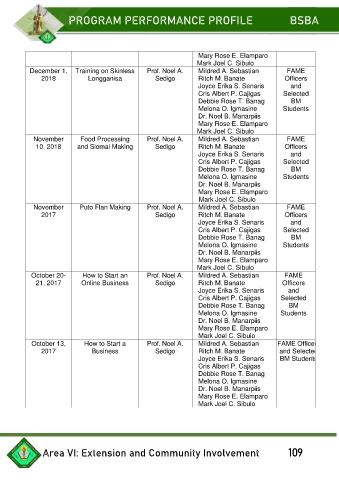 PROGRAM PERFORMANCE PROFILE BSBA
Mary Rose E. Elamparo
Mark Joel C. Sibulo
December 1, Training on Skinless Prof. Noel A. Mildred A. Sebastian FAME
2018 Longganisa Sedigo Ritch M. Banate Officers
Joyce Erika S. Senaris and
Cris Albert P. Cajigas Selected
Debbie Rose T. Banag BM
Melona O. Igmasine Students
Dr. Noel B. Manarpiis
Mary Rose E. Elamparo
Mark Joel C. Sibulo
November Food Processing Prof. Noel A. Mildred A. Sebastian FAME
10, 2018 and Siomai Making Sedigo Ritch M. Banate Officers
Joyce Erika S. Senaris and
Cris Albert P. Cajigas Selected
Debbie Rose T. Banag BM
Melona O. Igmasine Students
Dr. Noel B. Manarpiis
Mary Rose E. Elamparo
Mark Joel C. Sibulo
November Puto Flan Making Prof. Noel A. Mildred A. Sebastian FAME
2017 Sedigo Ritch M. Banate Officers
Joyce Erika S. Senaris and
Cris Albert P. Cajigas Selected
Debbie Rose T. Banag BM
Melona O. Igmasine Students
Dr. Noel B. Manarpiis
Mary Rose E. Elamparo
Mark Joel C. Sibulo
October 20- How to Start an Prof. Noel A. Mildred A. Sebastian FAME
21, 2017 Online Business Sedigo Ritch M. Banate Officers
Joyce Erika S. Senaris and
Cris Albert P. Cajigas Selected
Debbie Rose T. Banag BM
Melona O. Igmasine Students
Dr. Noel B. Manarpiis
Mary Rose E. Elamparo
Mark Joel C. Sibulo
October 13, How to Start a Prof. Noel A. Mildred A. Sebastian FAME Office
2017 Business Sedigo Ritch M. Banate and Selecte
Joyce Erika S. Senaris BM Student
Cris Albert P. Cajigas
Debbie Rose T. Banag
Melona O. Igmasine
Dr. Noel B. Manarpiis
Mary Rose E. Elamparo
Mark Joel C. Sibulo
Area VI: Extension and Community Involvement 109